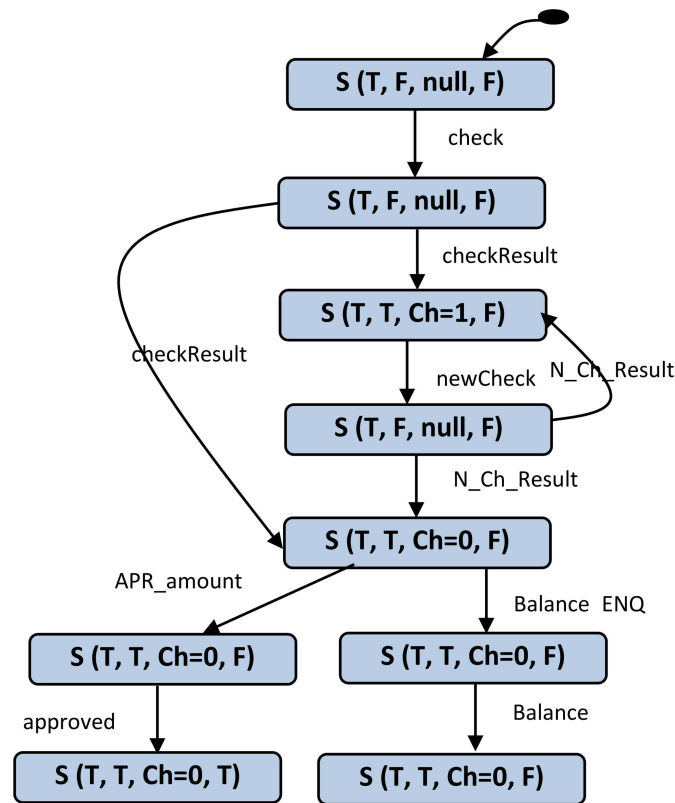 S (T, F, null, F)
check
S (T, F, null, F)
checkResult
S (T, T, Ch=1, F)
checkResult
newCheck
N_Ch_Result
S (T, F, null, F)
N_Ch_Result
S (T, T, Ch=0, F)
APR_amount
Balance ENQ
S (T, T, Ch=0, F)
S (T, T, Ch=0, F)
approved
Balance
S (T, T, Ch=0, T)
S (T, T, Ch=0, F)